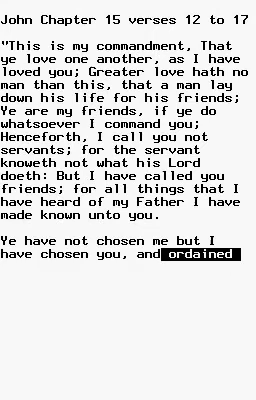 John Chapter 15 verses 12 to 17
"This is my commandment, That
ye love one another, as I have
loved you; Greater love hath no
man than this, that a man lay
down his life for his friends;
Ye are my friends, if ye do
whatsoever I command you;
Henceforth, I call you not
servants; for the servant
knoweth not what his Lord
doeth: But I have called you
friends; for all things that I
have heard of my Father I have
made known unto you.
Ye have not chosen me but I
have chosen you, and ordained